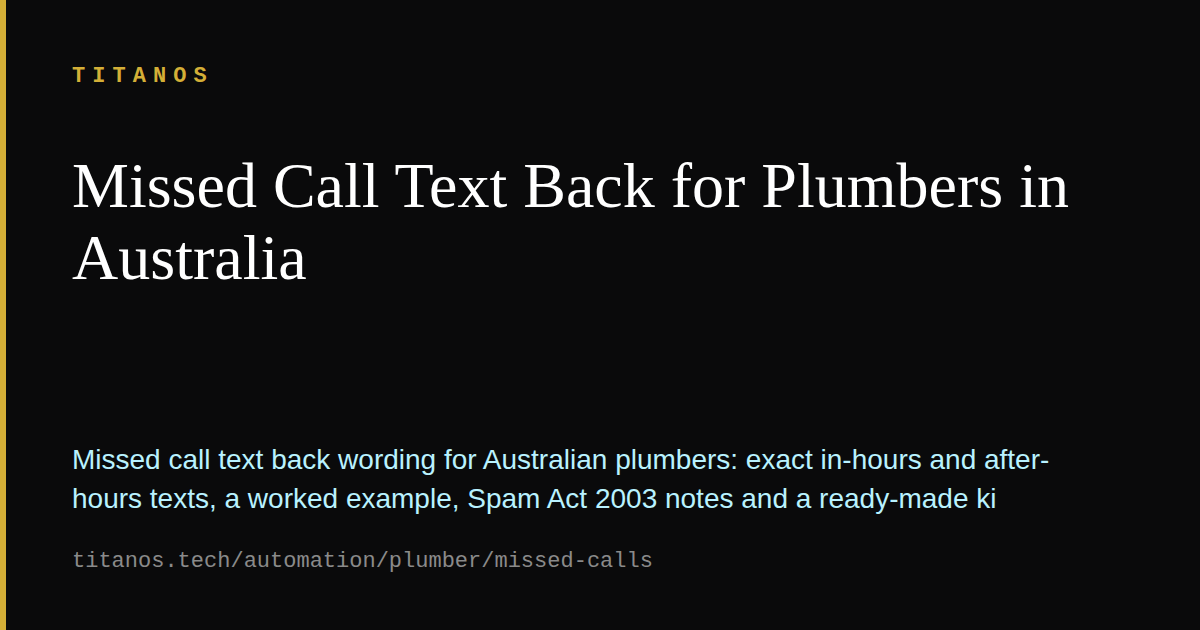 TITANOS
Missed Call Text Back for Plumbers in
Australia
Missed call text back wording for Australian plumbers: exact in-hours and after-
hours texts, a worked example, Spam Act 2003 notes and a ready-made ki
titanos.tech/automation/plumber/missed-calls